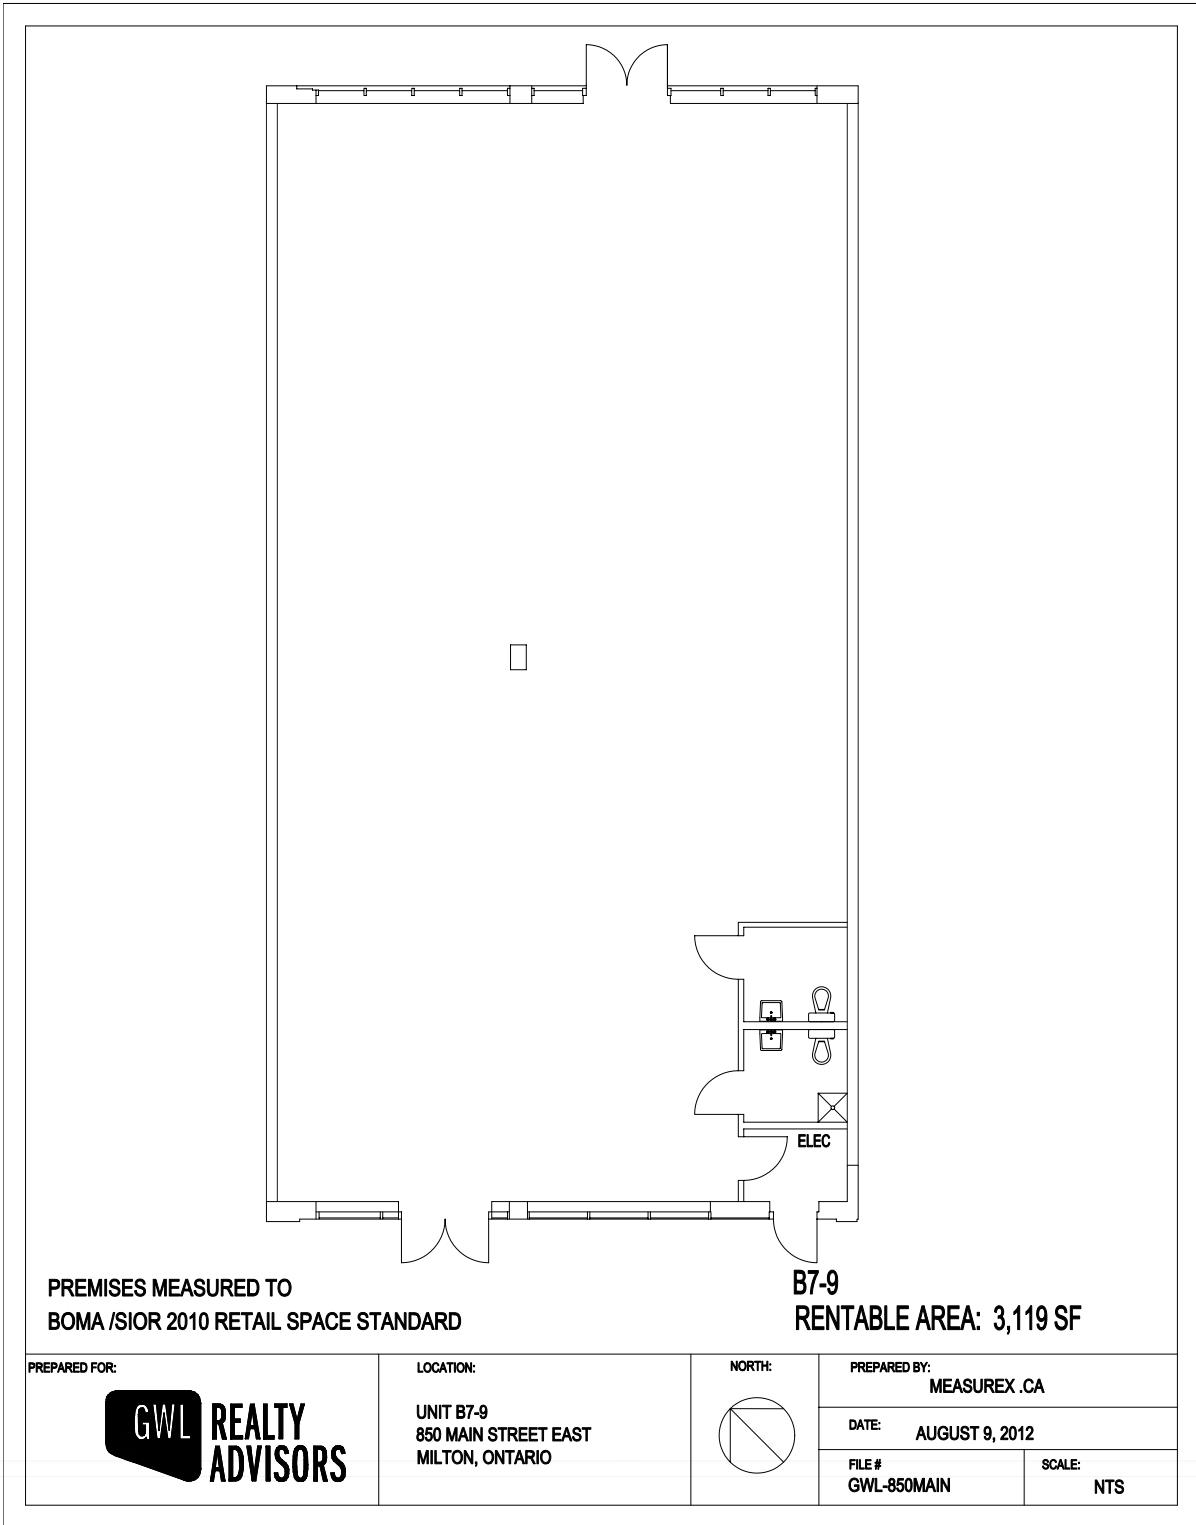 ELEC
PREMISES MEASURED TO
BOMA /SIOR 2010 RETAIL SPACE STANDARD
B7-9
RENTABLE AREA: 3,119 SF
PREPARED FOR:
GWL REALTY
ADVISORS
LOCATION:
UNIT B7-9
850 MAIN STREET EAST
MILTON, ONTARIO
NORTH:
PREPARED BY:
MEASUREX .CA
DATE: AUGUST 9, 2012
FILE #
GWL-850MAIN
SCALE:
NTS